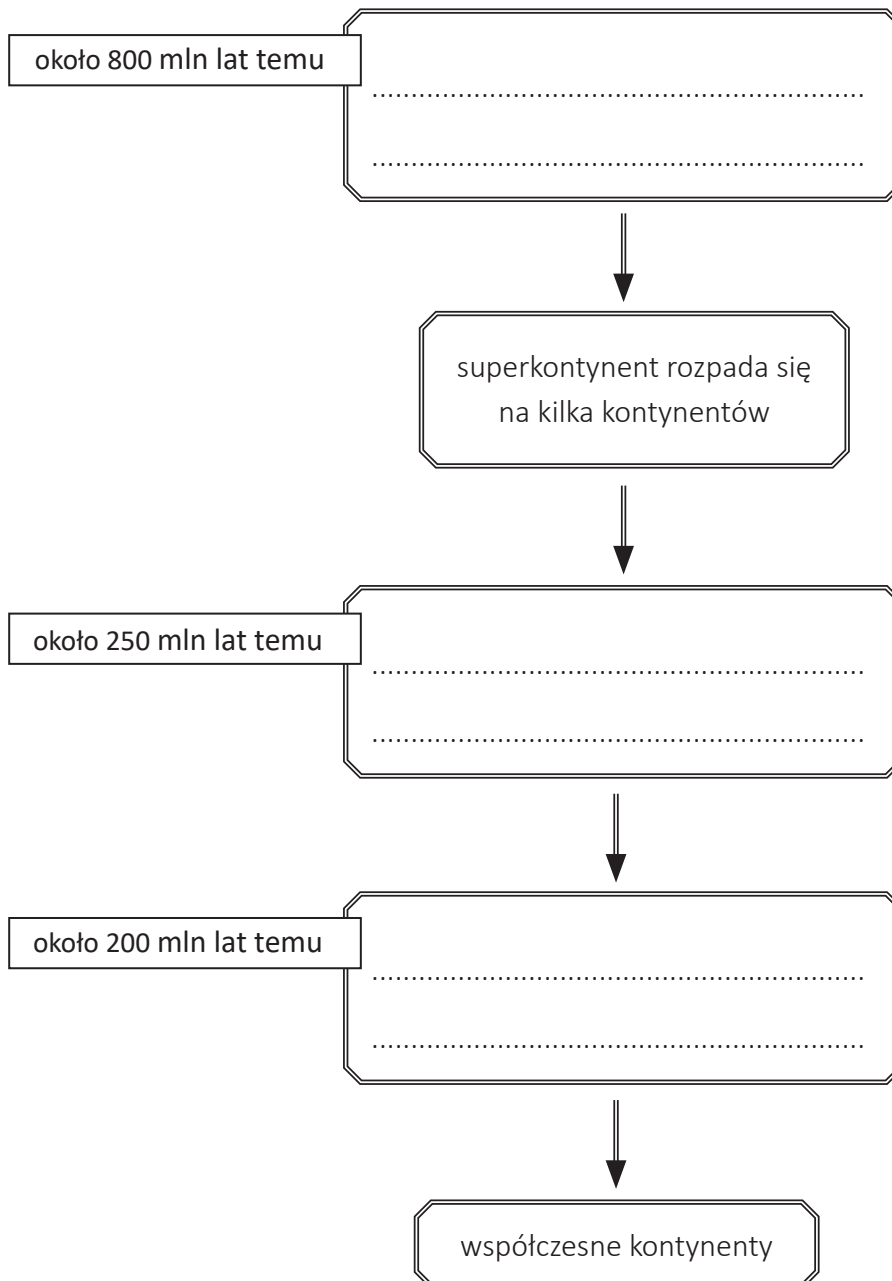 około 800 mln lat temu
................................................................
................................................................
superkontynent rozpada się
na kilka kontynentów
około 250 mln lat temu
................................................................
................................................................
około 200 mln lat temu
................................................................
................................................................
współczesne kontynenty